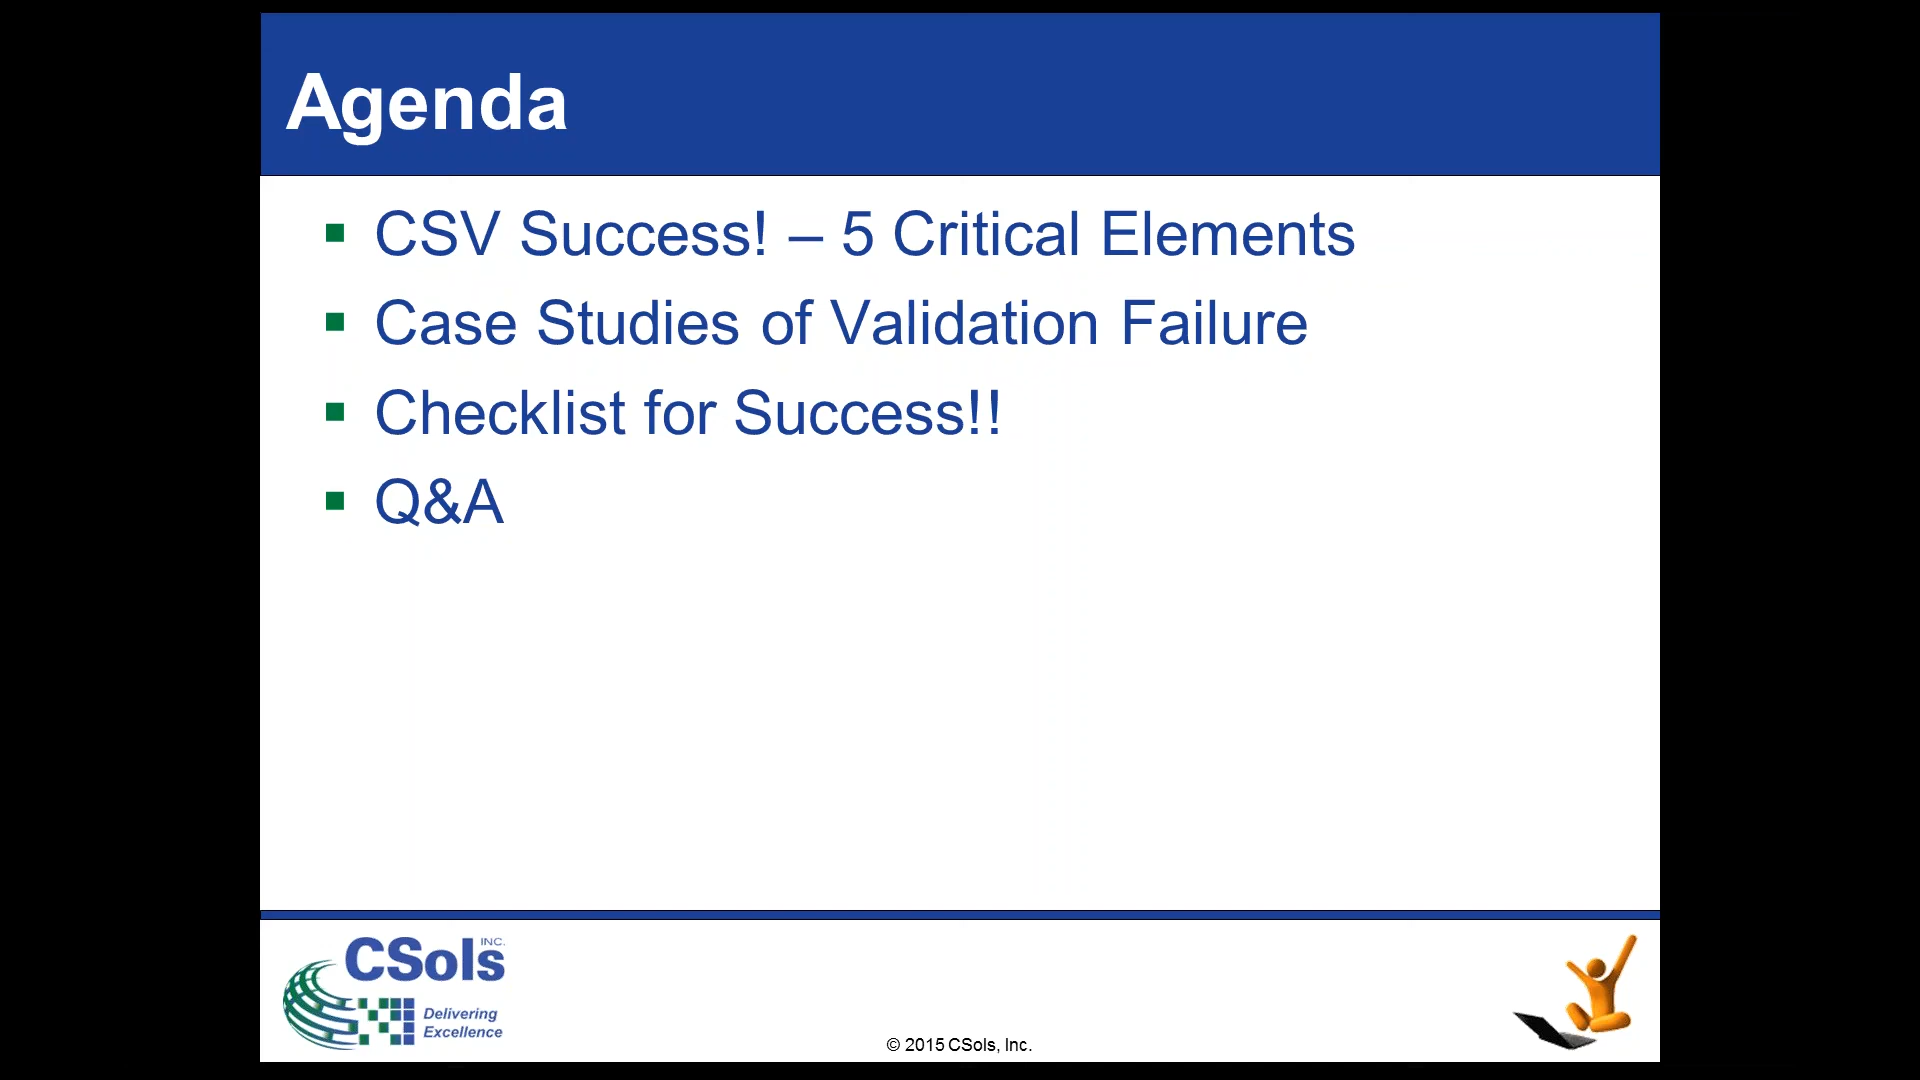 Agenda
CSV Success! – 5 Critical Elements
Case Studies of Validation Failure
Checklist for Success!!
Q&A
CSols INC.
Delivering
Excellence
© 2015 CSols, Inc.